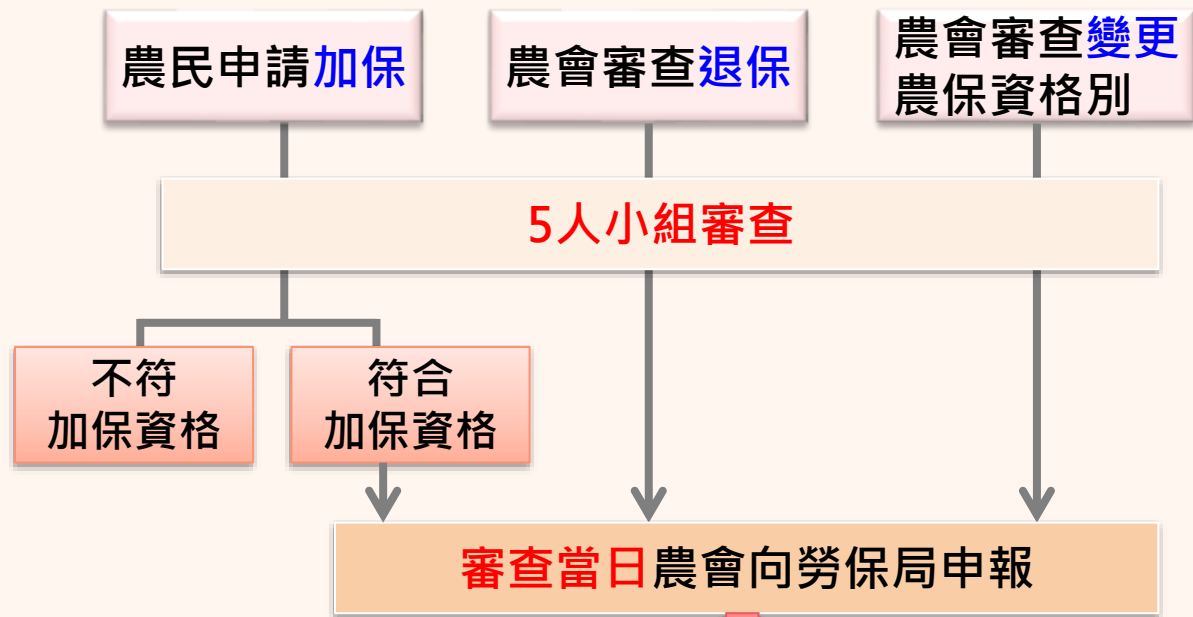 農民申請加保
農會審查退保
農會審查變更
農保資格別
5人小組審查
不符
加保資格
符合
加保資格
審查當日農會向勞保局申報